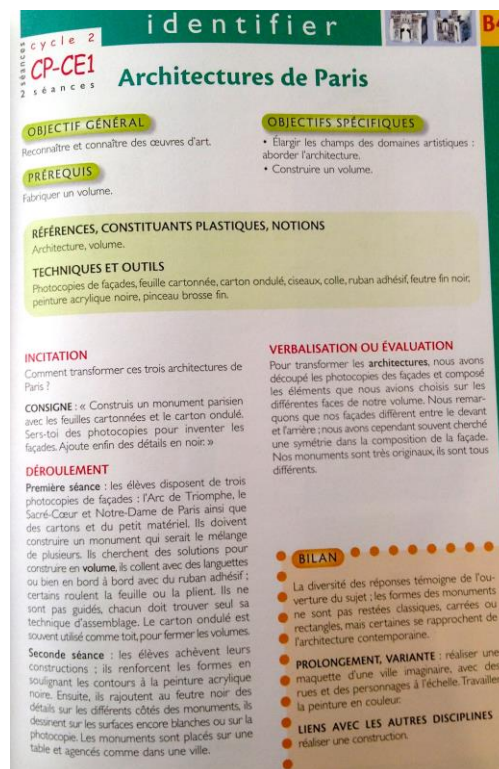 identifier
B4
séances
cycle 2
CP-CE1
2 séances
Architectures de Paris
OBJECTIF GÉNÉRAL
Reconnaître et connaître des œuvres d'art.
PRÉREQUIS
Fabriquer un volume.
OBJECTIFS SPÉCIFIQUES
• Élargir les champs des domaines artistiques :
aborder l'architecture.
• Construire un volume.
RÉFÉRENCES, CONSTITUANTS PLASTIQUES, NOTIONS
Architecture, volume.
TECHNIQUES ET OUTILS
Photocopies de façades, feuille cartonnée, carton ondulé, ciseaux, colle, ruban adhésif, feutre fin noir,
peinture acrylique noire, pinceau brosse fin.
INCITATION
Comment transformer ces trois architectures de
Paris ?
CONSIGNE : « Construis un monument parisien
avec les feuilles cartonnées et le carton ondulé.
Sers-toi des photocopies pour inventer les
façades. Ajoute enfin des détails en noir. »
DÉROULEMENT
Première séance : les élèves disposent de trois
photocopies de façades : l'Arc de Triomphe, le
Sacré-Cœur et Notre-Dame de Paris ainsi que
des cartons et du petit matériel. Ils doivent
construire un monument qui serait le mélange
de plusieurs. Ils cherchent des solutions pour
construire en volume, ils collent avec des languettes
ou bien en bord à bord avec du ruban adhésif ;
certains roulent la feuille ou la plient. Ils ne
sont pas guidés, chacun doit trouver seul sa
technique d'assemblage. Le carton ondulé est
souvent utilisé comme toit, pour fermer les volumes.
Seconde séance : les élèves achèvent leurs
constructions ; ils renforcent les formes en
soulignant les contours à la peinture acrylique
noire. Ensuite, ils rajoutent au feutre noir des
détails sur les différents côtés des monuments, ils
dessinent sur les surfaces encore blanches ou sur la
photocopie. Les monuments sont placés sur une
table et agencés comme dans une ville.
VERBALISATION OU ÉVALUATION
Pour transformer les architectures, nous avons
découpé les photocopies des façades et composé
les éléments que nous avions choisis sur les
différentes faces de notre volume. Nous remar-
quons que nos façades diffèrent entre le devant
et l'arrière ; nous avons cependant souvent cherché
une symétrie dans la composition de la façade.
Nos monuments sont très originaux, ils sont tous
différents.
BILAN
La diversité des réponses témoigne de l'ou-
verture du sujet ; les formes des monuments
ne sont pas restées classiques, carrées ou
rectangles, mais certaines se rapprochent de
l'architecture contemporaine.
PROLONGEMENT, VARIANTE : réaliser une
maquette d'une ville imaginaire, avec des
rues et des personnages à l'échelle. Travailler
la peinture en couleur.
LIENS AVEC LES AUTRES DISCIPLINES
réaliser une construction.